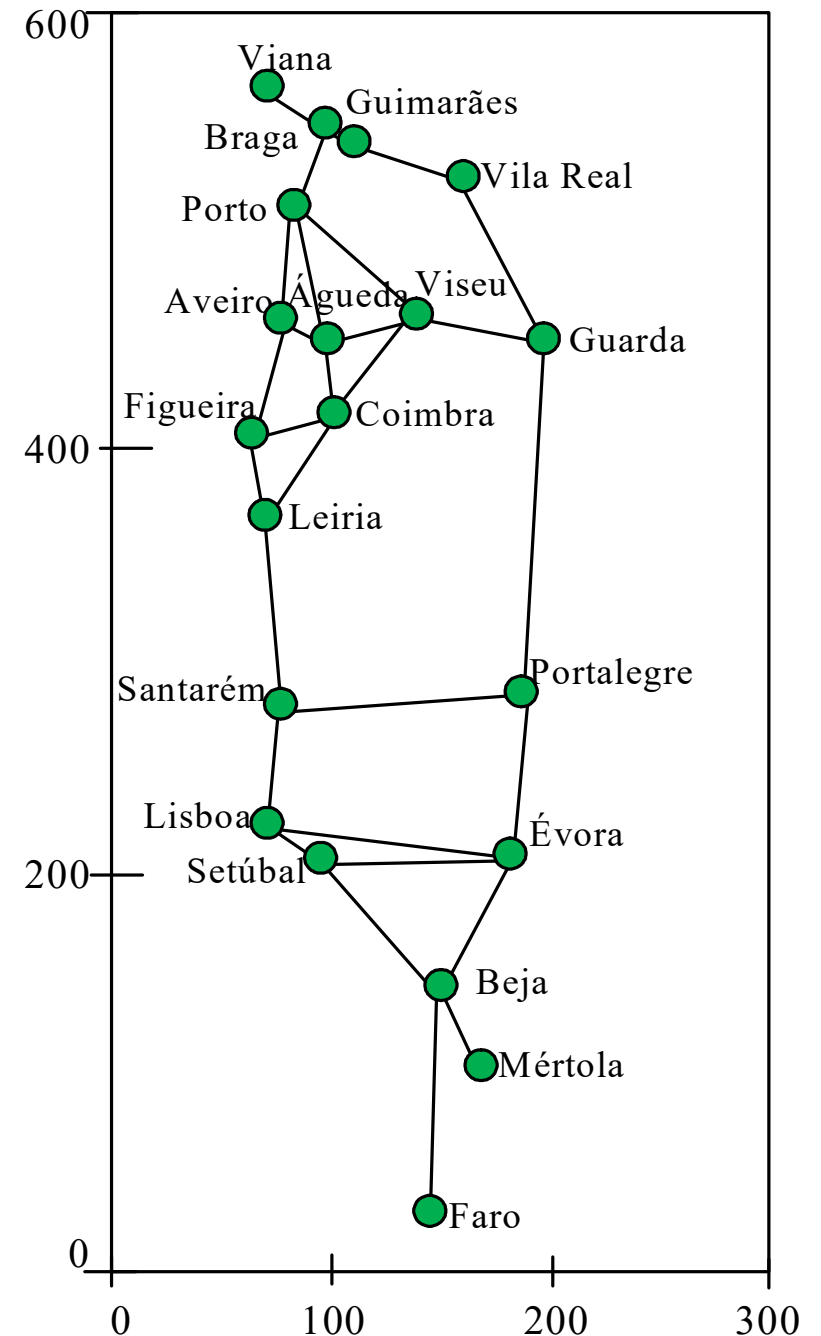 600
Viana
Guimarães
Braga
Vila Real
Porto
Viseu
Aveiro
Águeda
Guarda
Figueira
Coimbra
400
Leiria
Portalegre
Santarém
Lisboa
Évora
Setúbal
200
Beja
Mértola
Faro
0
0 100 200 300